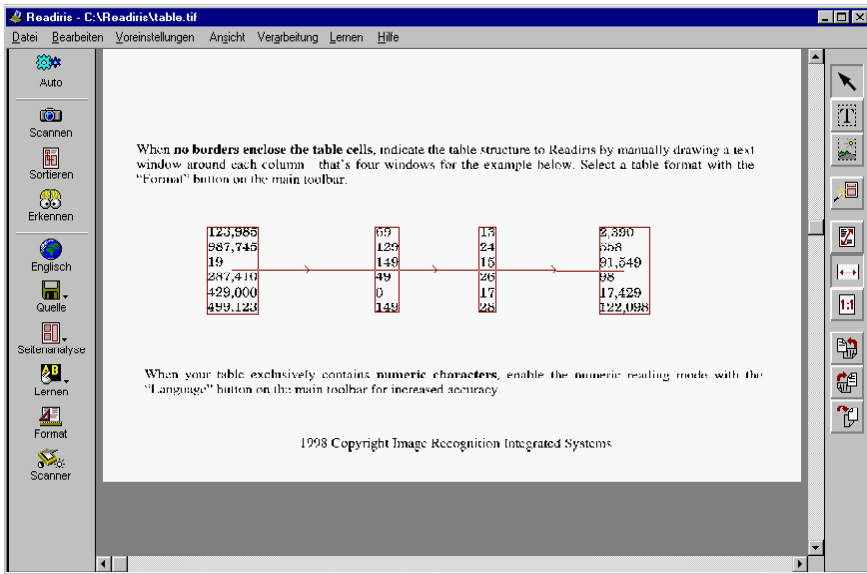 Readiris - C:\Readiris\table.tif
Datei Bearbeiten Voreinstellungen Ansicht Verarbeitung Lernen Hilfe
Auto
Scannen
Sortieren
Erkennen
Englisch
Quelle
Seitenanalyse
Lernen
Format
Scanner
When no borders enclose the table cells, indicate the table structure to Readiris by manually drawing a text
window around each column that's four windows for the example below. Select a table format with the
"Format" button on the main toolbar.
123,985 69 13 2,390
987,745 129 24 558
19 149 15 91,549
287,410 49 26 98
429,000 0 17 17,429
499,123 149 28 122,098
When your table exclusively contains numeric characters, enable the numeric reading mode with the
"Language" button on the main toolbar for increased accuracy.
1998 Copyright Image Recognition Integrated Systems
T
1:1
A B